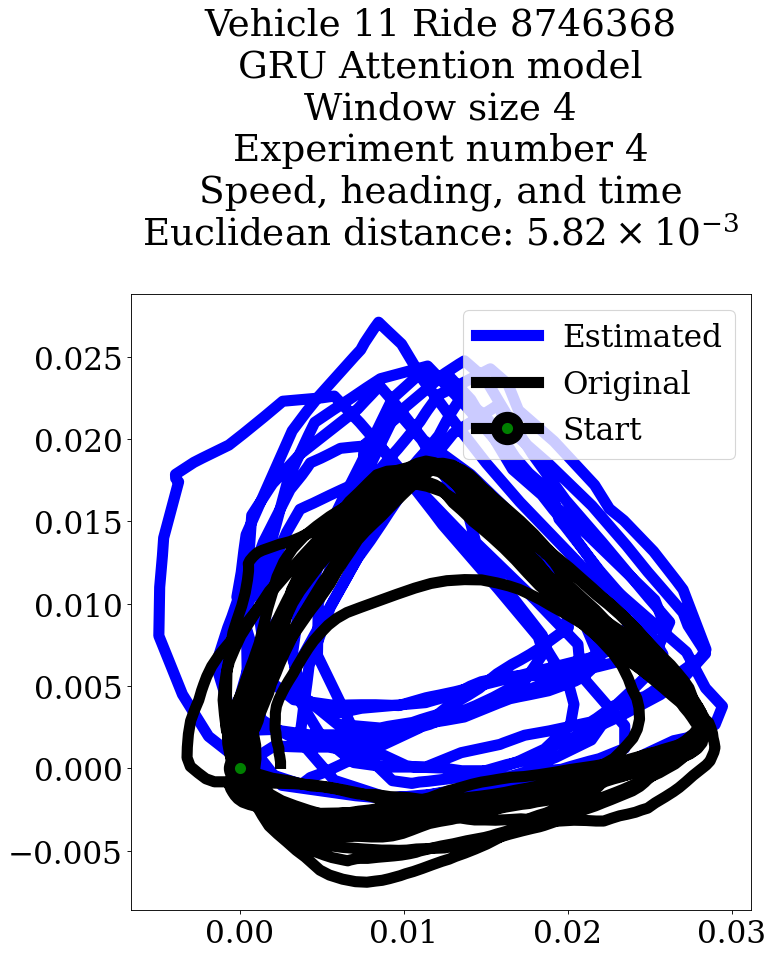 Vehicle 11 Ride 8746368
GRU Attention model
Window size 4
Experiment number 4
Speed, heading, and time
Euclidean distance: 5.82 × 10⁻³
Estimated
Original
Start
0.025
0.020
0.015
0.010
0.005
0.000
−0.005
0.00 0.01 0.02 0.03